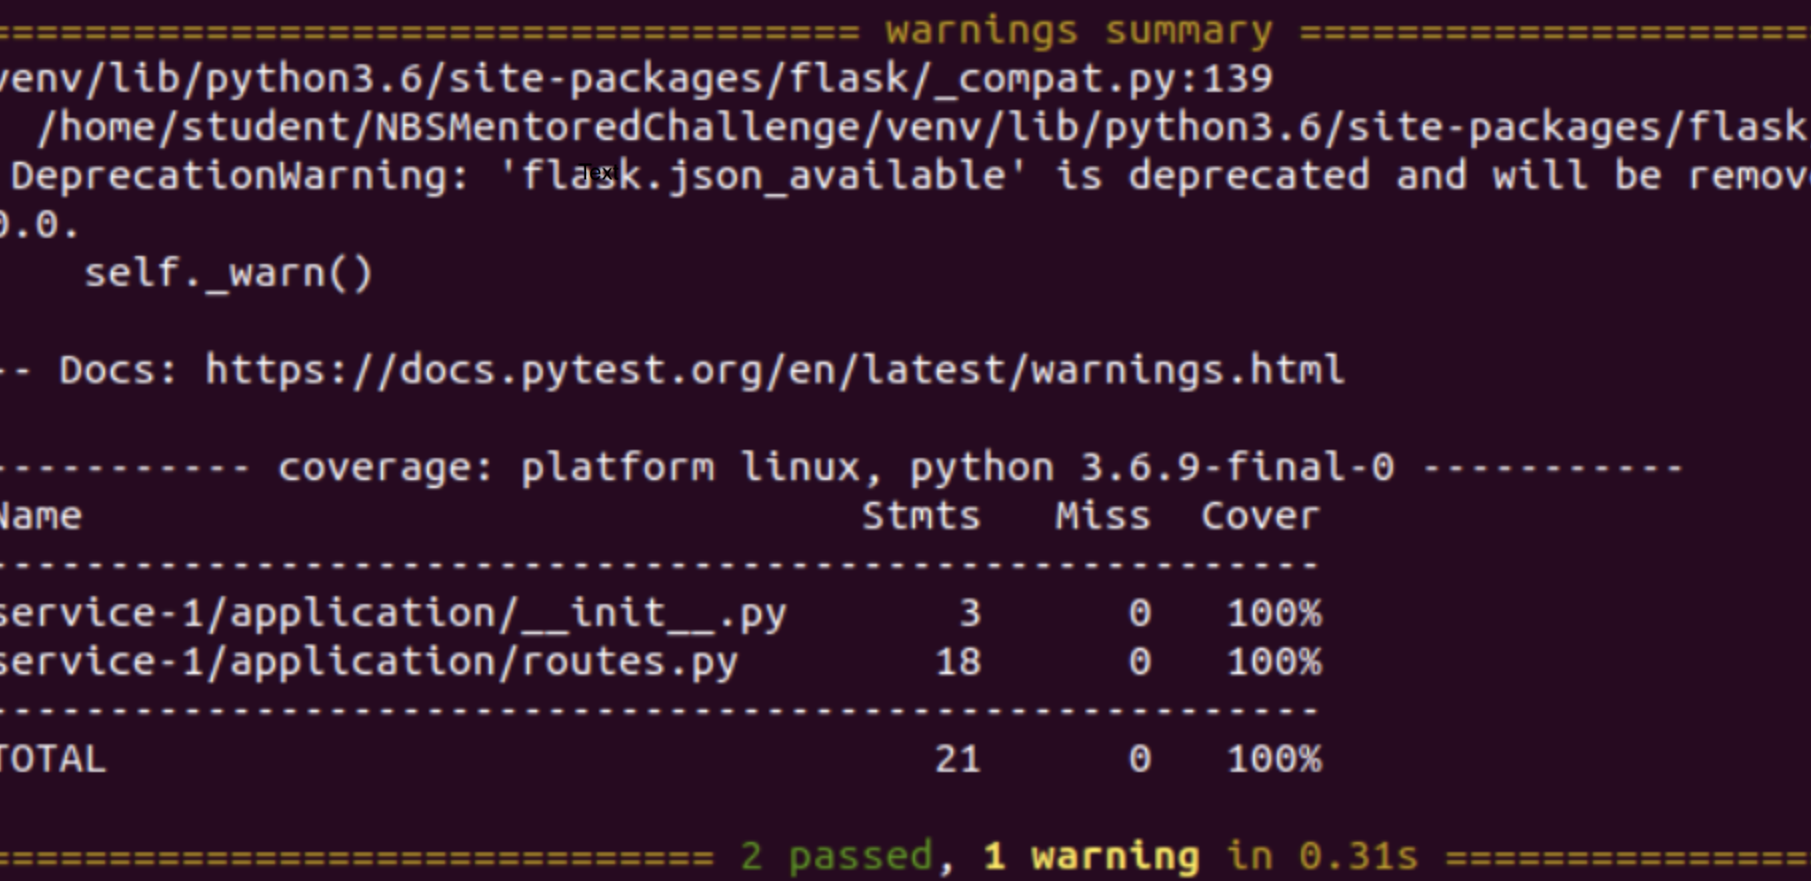 =================================== warnings summary =====================
venv/lib/python3.6/site-packages/flask/_compat.py:139
/home/student/NBSMentoredChallenge/venv/lib/python3.6/site-packages/flask
DeprecationWarning: 'flask.json_available' is deprecated and will be remov
0.0.
self._warn()
-- Docs: https://docs.pytest.org/en/latest/warnings.html
----------- coverage: platform linux, python 3.6.9-final-0 -----------
Name Stmts Miss Cover
-------------------------------------------------------
service-1/application/__init__.py 3 0 100%
service-1/application/routes.py 18 0 100%
-------------------------------------------------------
TOTAL 21 0 100%
============================== 2 passed, 1 warning in 0.31s ===============